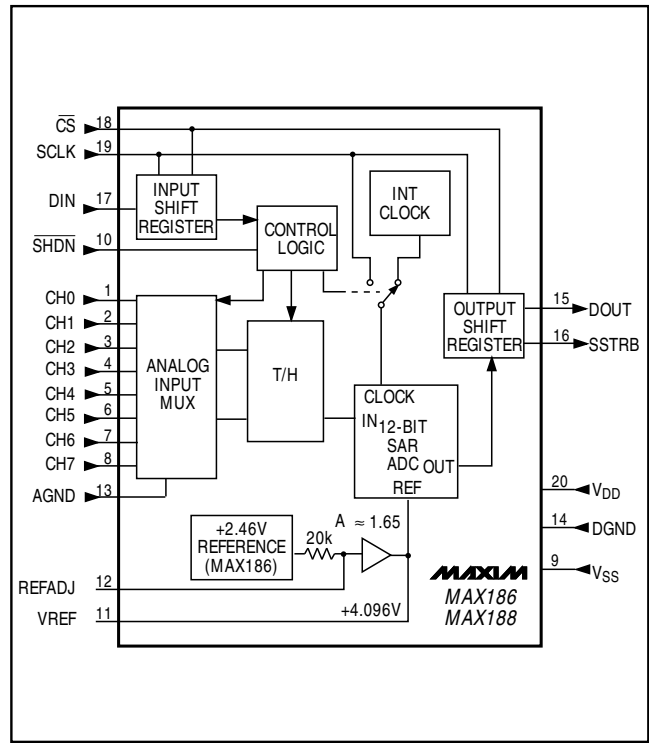 CS 18
SCLK 19
DIN 17
SHDN 10
CH0 1
CH1 2
CH2 3
CH3 4
CH4 5
CH5 6
CH6 7
CH7 8
AGND 13
REFADJ 12
VREF 11
INPUT
SHIFT
REGISTER
CONTROL
LOGIC
INT
CLOCK
ANALOG
INPUT
MUX
T/H
CLOCK
IN 12-BIT
SAR
ADC OUT
REF
OUTPUT
SHIFT
REGISTER
15 DOUT
16 SSTRB
20 VDD
14 DGND
9 VSS
+2.46V
REFERENCE
(MAX186)
20k
A ≈ 1.65
+4.096V
MAXIM
MAX186
MAX188